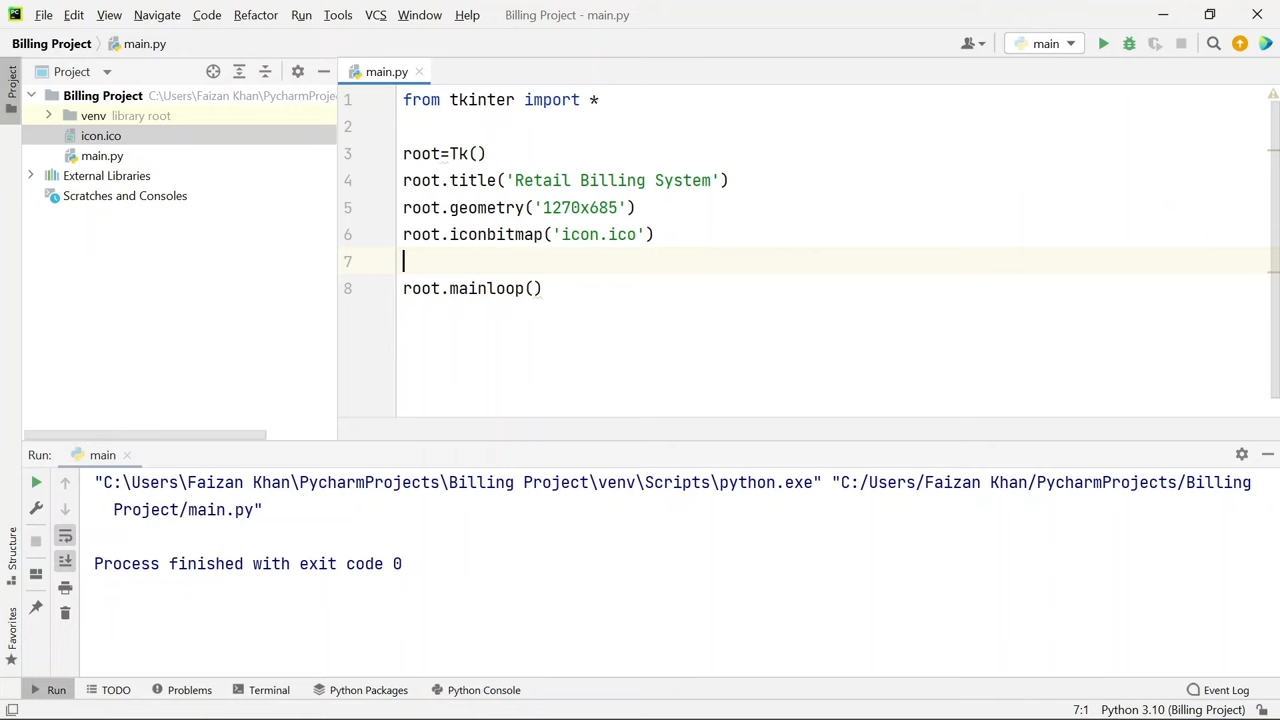 PC File Edit View Navigate Code Refactor Run Tools VCS Window Help Billing Project - main.py
Billing Project main.py main
Project main.py
Billing Project C:\Users\Faizan Khan\PycharmProje
venv library root
icon.ico
main.py
External Libraries
Scratches and Consoles
1 from tkinter import *
2
3 root=Tk()
4 root.title('Retail Billing System')
5 root.geometry('1270x685')
6 root.iconbitmap('icon.ico')
7
8 root.mainloop()
Project
Structure
Favorites
Run: main
"C:\Users\Faizan Khan\PycharmProjects\Billing Project\venv\Scripts\python.exe" "C:/Users/Faizan Khan/PycharmProjects/Billing
Project/main.py"
Process finished with exit code 0
Run TODO Problems Terminal Python Packages Python Console Event Log
7:1 Python 3.10 (Billing Project)